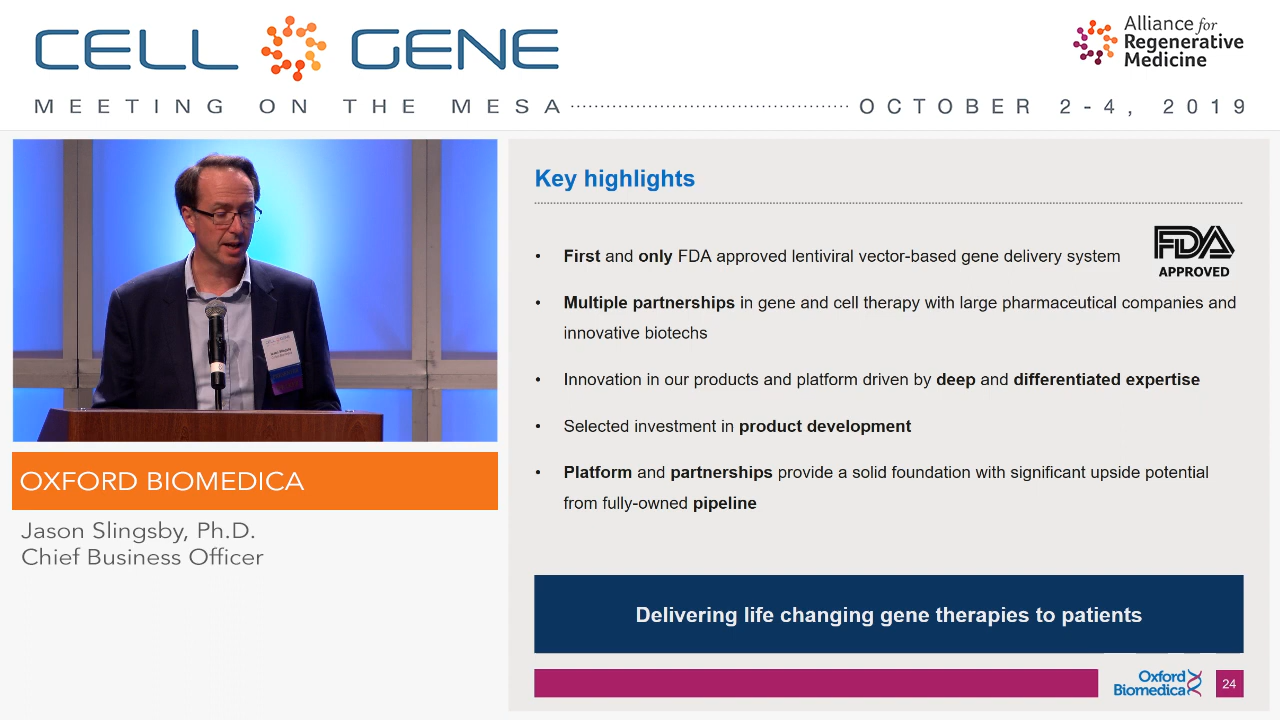 CELL GENE
Alliance for
Regenerative
Medicine
MEETING ON THE MESA
OCTOBER 2-4, 2019
OXFORD BIOMEDICA
Jason Slingsby, Ph.D.
Chief Business Officer
Key highlights
• First and only FDA approved lentiviral vector-based gene delivery system
FDA
APPROVED
• Multiple partnerships in gene and cell therapy with large pharmaceutical companies and
innovative biotechs
• Innovation in our products and platform driven by deep and differentiated expertise
• Selected investment in product development
• Platform and partnerships provide a solid foundation with significant upside potential
from fully-owned pipeline
Delivering life changing gene therapies to patients
Oxford
Biomedica
24